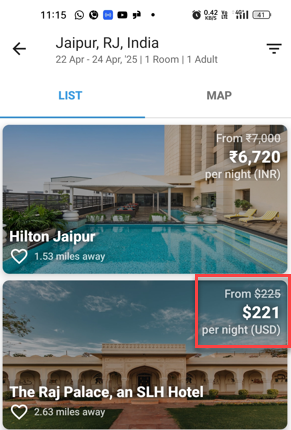 11:15
0.42 KB/S
4G
41
Jaipur, RJ, India
22 Apr - 24 Apr, '25 | 1 Room | 1 Adult
LIST
MAP
From ₹7,000
₹6,720
per night (INR)
Hilton Jaipur
1.53 miles away
From $225
$221
per night (USD)
The Raj Palace, an SLH Hotel
2.63 miles away